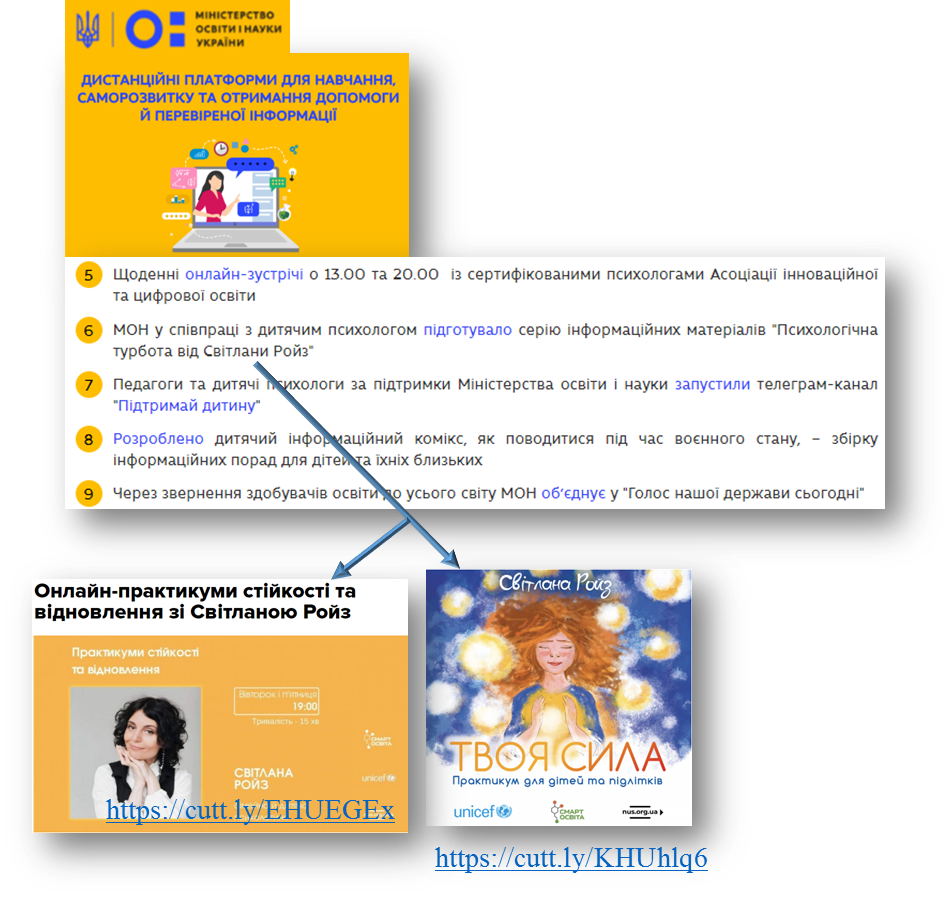 МІНІСТЕРСТВО
ОСВІТИ І НАУКИ
УКРАЇНИ
ДИСТАНЦІЙНІ ПЛАТФОРМИ ДЛЯ НАВЧАННЯ,
САМОРОЗВИТКУ ТА ОТРИМАННЯ ДОПОМОГИ
Й ПЕРЕВІРЕНОЇ ІНФОРМАЦІЇ
5 Щоденні онлайн-зустрічі о 13.00 та 20.00 із сертифікованими психологами Асоціації інноваційної
та цифрової освіти
6 МОН у співпраці з дитячим психологом підготувало серію інформаційних матеріалів "Психологічна
турбота від Світлани Ройз"
7 Педагоги та дитячі психологи за підтримки Міністерства освіти і науки запустили телеграм-канал
"Підтримай дитину"
8 Розроблено дитячий інформаційний комікс, як поводитися під час воєнного стану, – збірку
інформаційних порад для дітей та їхніх близьких
9 Через звернення здобувачів освіти до усього світу МОН об’єднує у "Голос нашої держави сьогодні"
Онлайн-практикуми стійкості та
відновлення зі Світланою Ройз
Практикуми стійкості
та відновлення
Вівторок і п'ятниця
19:00
Тривалість - 15 хв
СМАРТ
ОСВІТА
СВІТЛАНА
РОЙЗ
unicef
https://cutt.ly/EHUEGEx
Світлана Ройз
ТВОЯ СИЛА
Практикум для дітей та підлітків
unicef
СМАРТ
ОСВІТА
nus.org.ua
https://cutt.ly/KHUhlq6